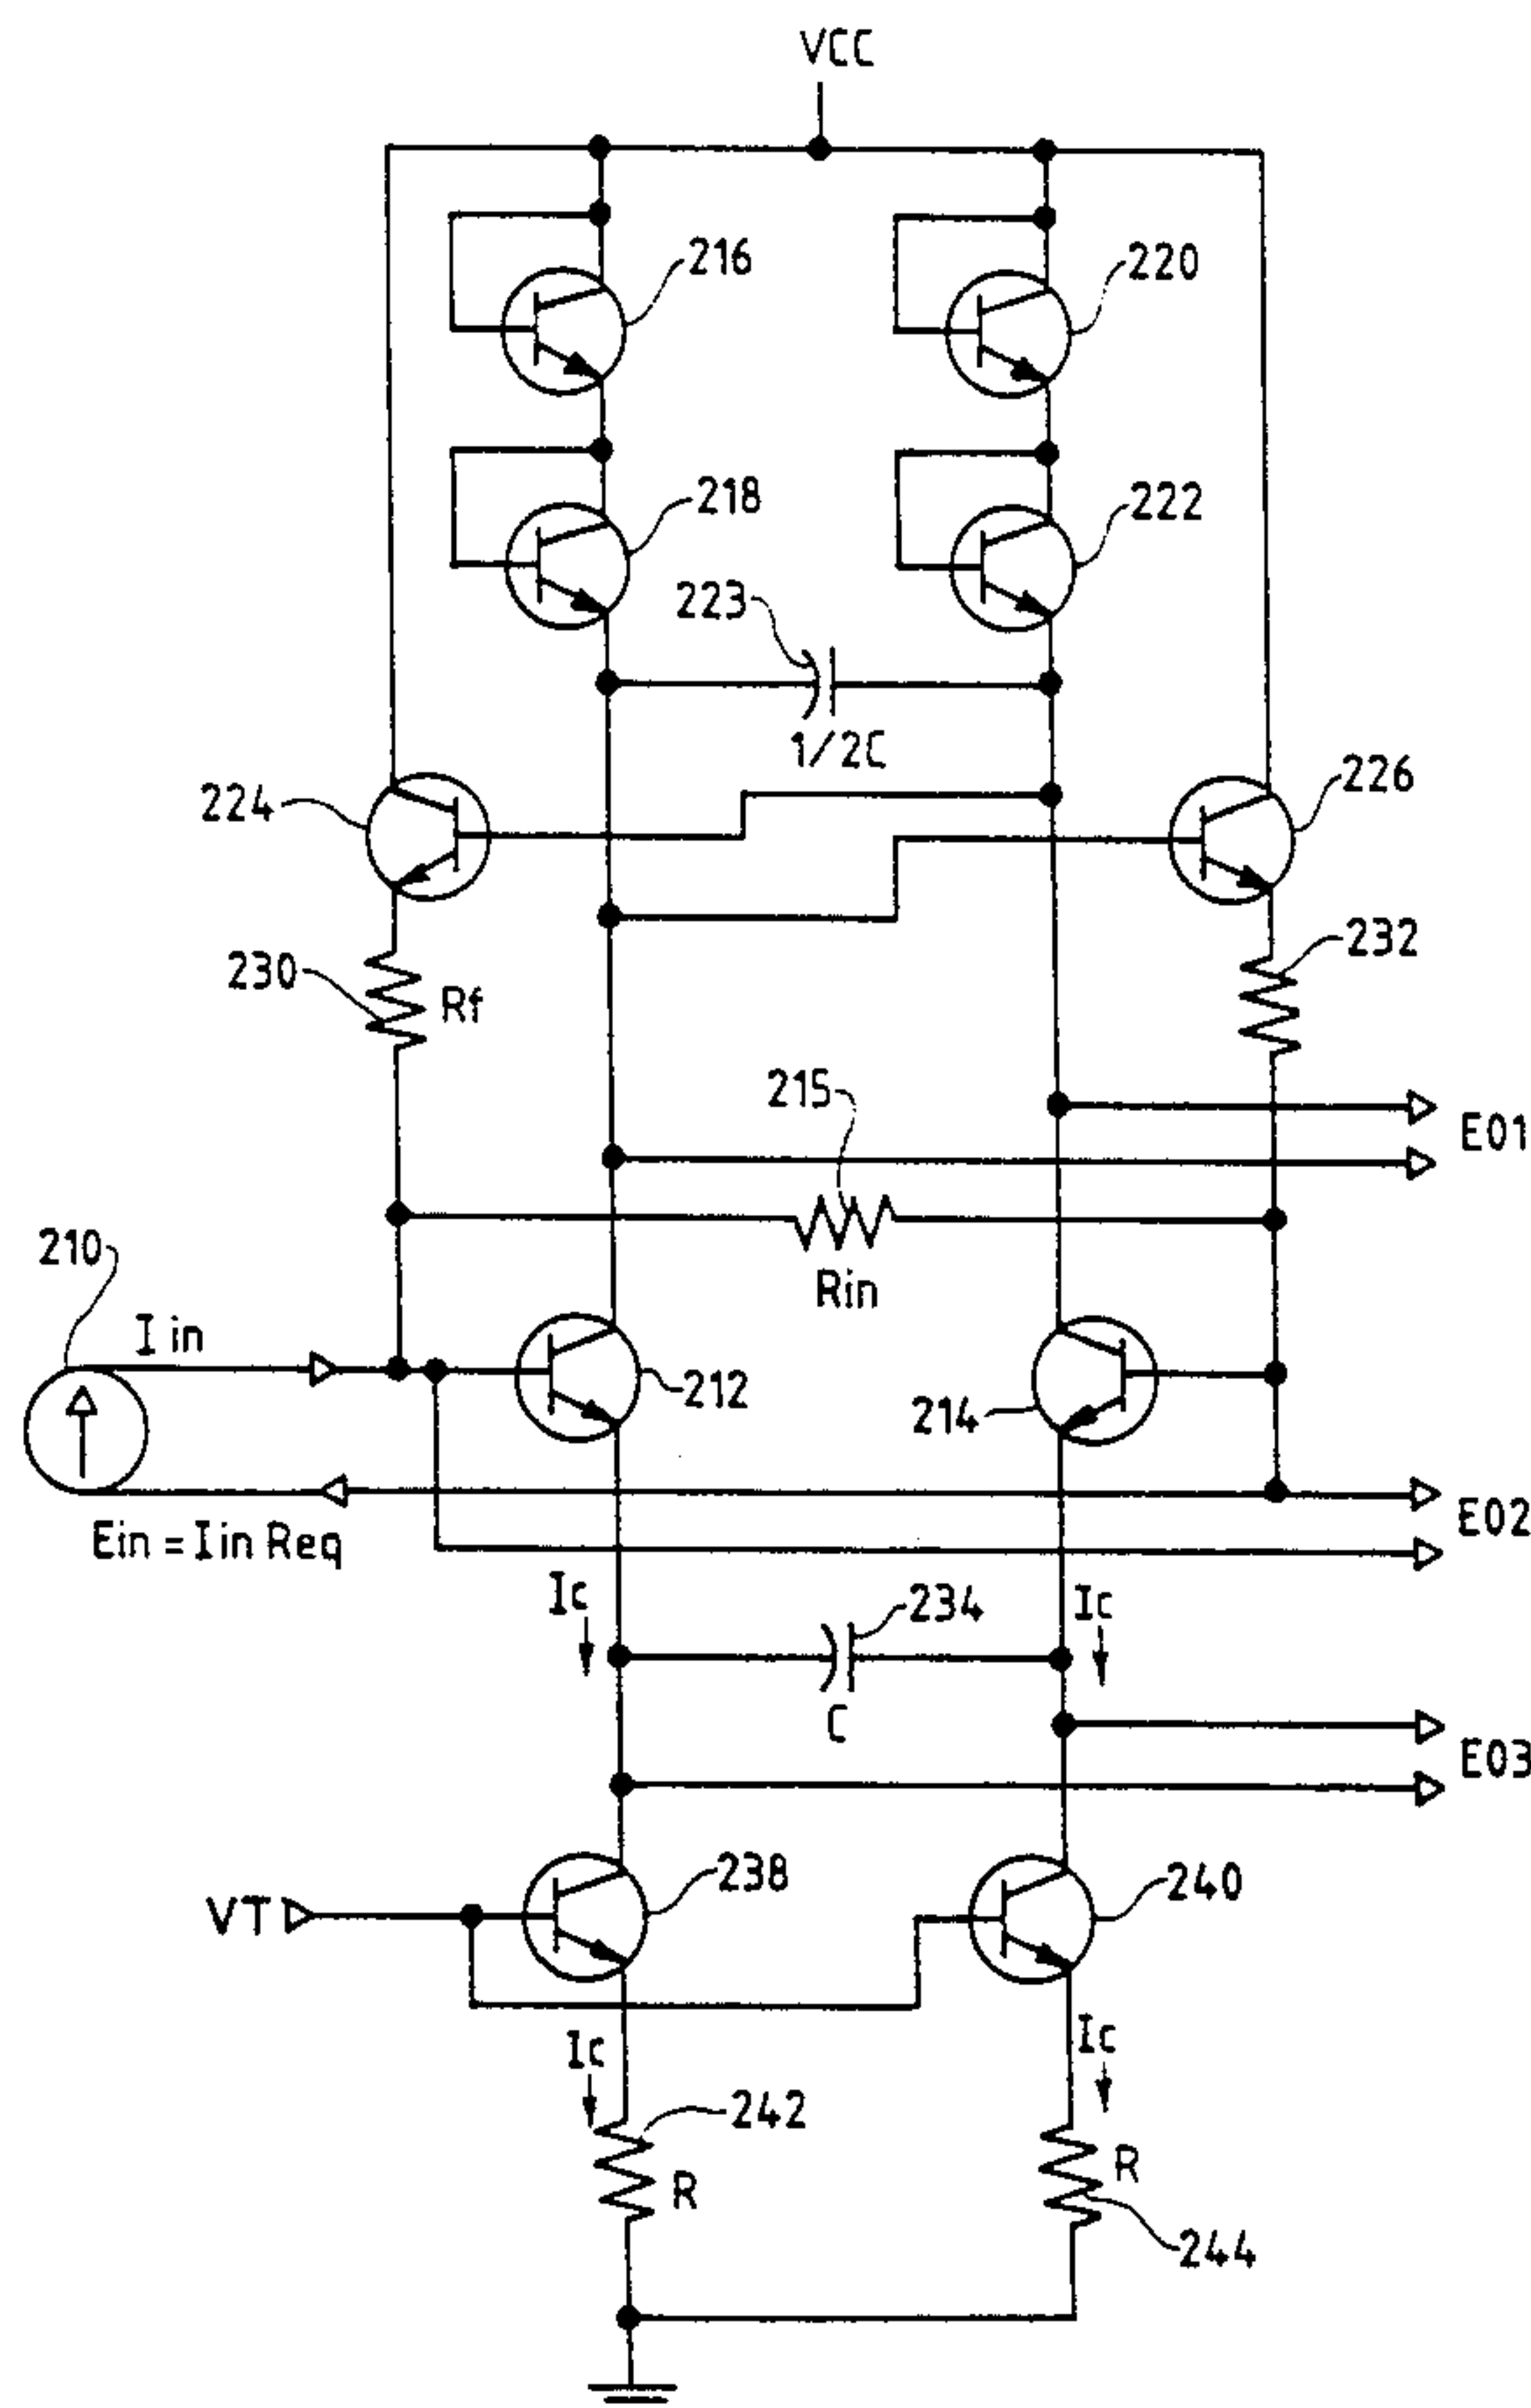 VCC
216
220
218
222
223
1/2C
224
226
230
Rf
232
215
E01
210
I in
Rin
212
214
Ein = Iin Req
E02
Ic
234
Ic
C
E03
VT
238
240
Ic
Ic
242
R
R
244